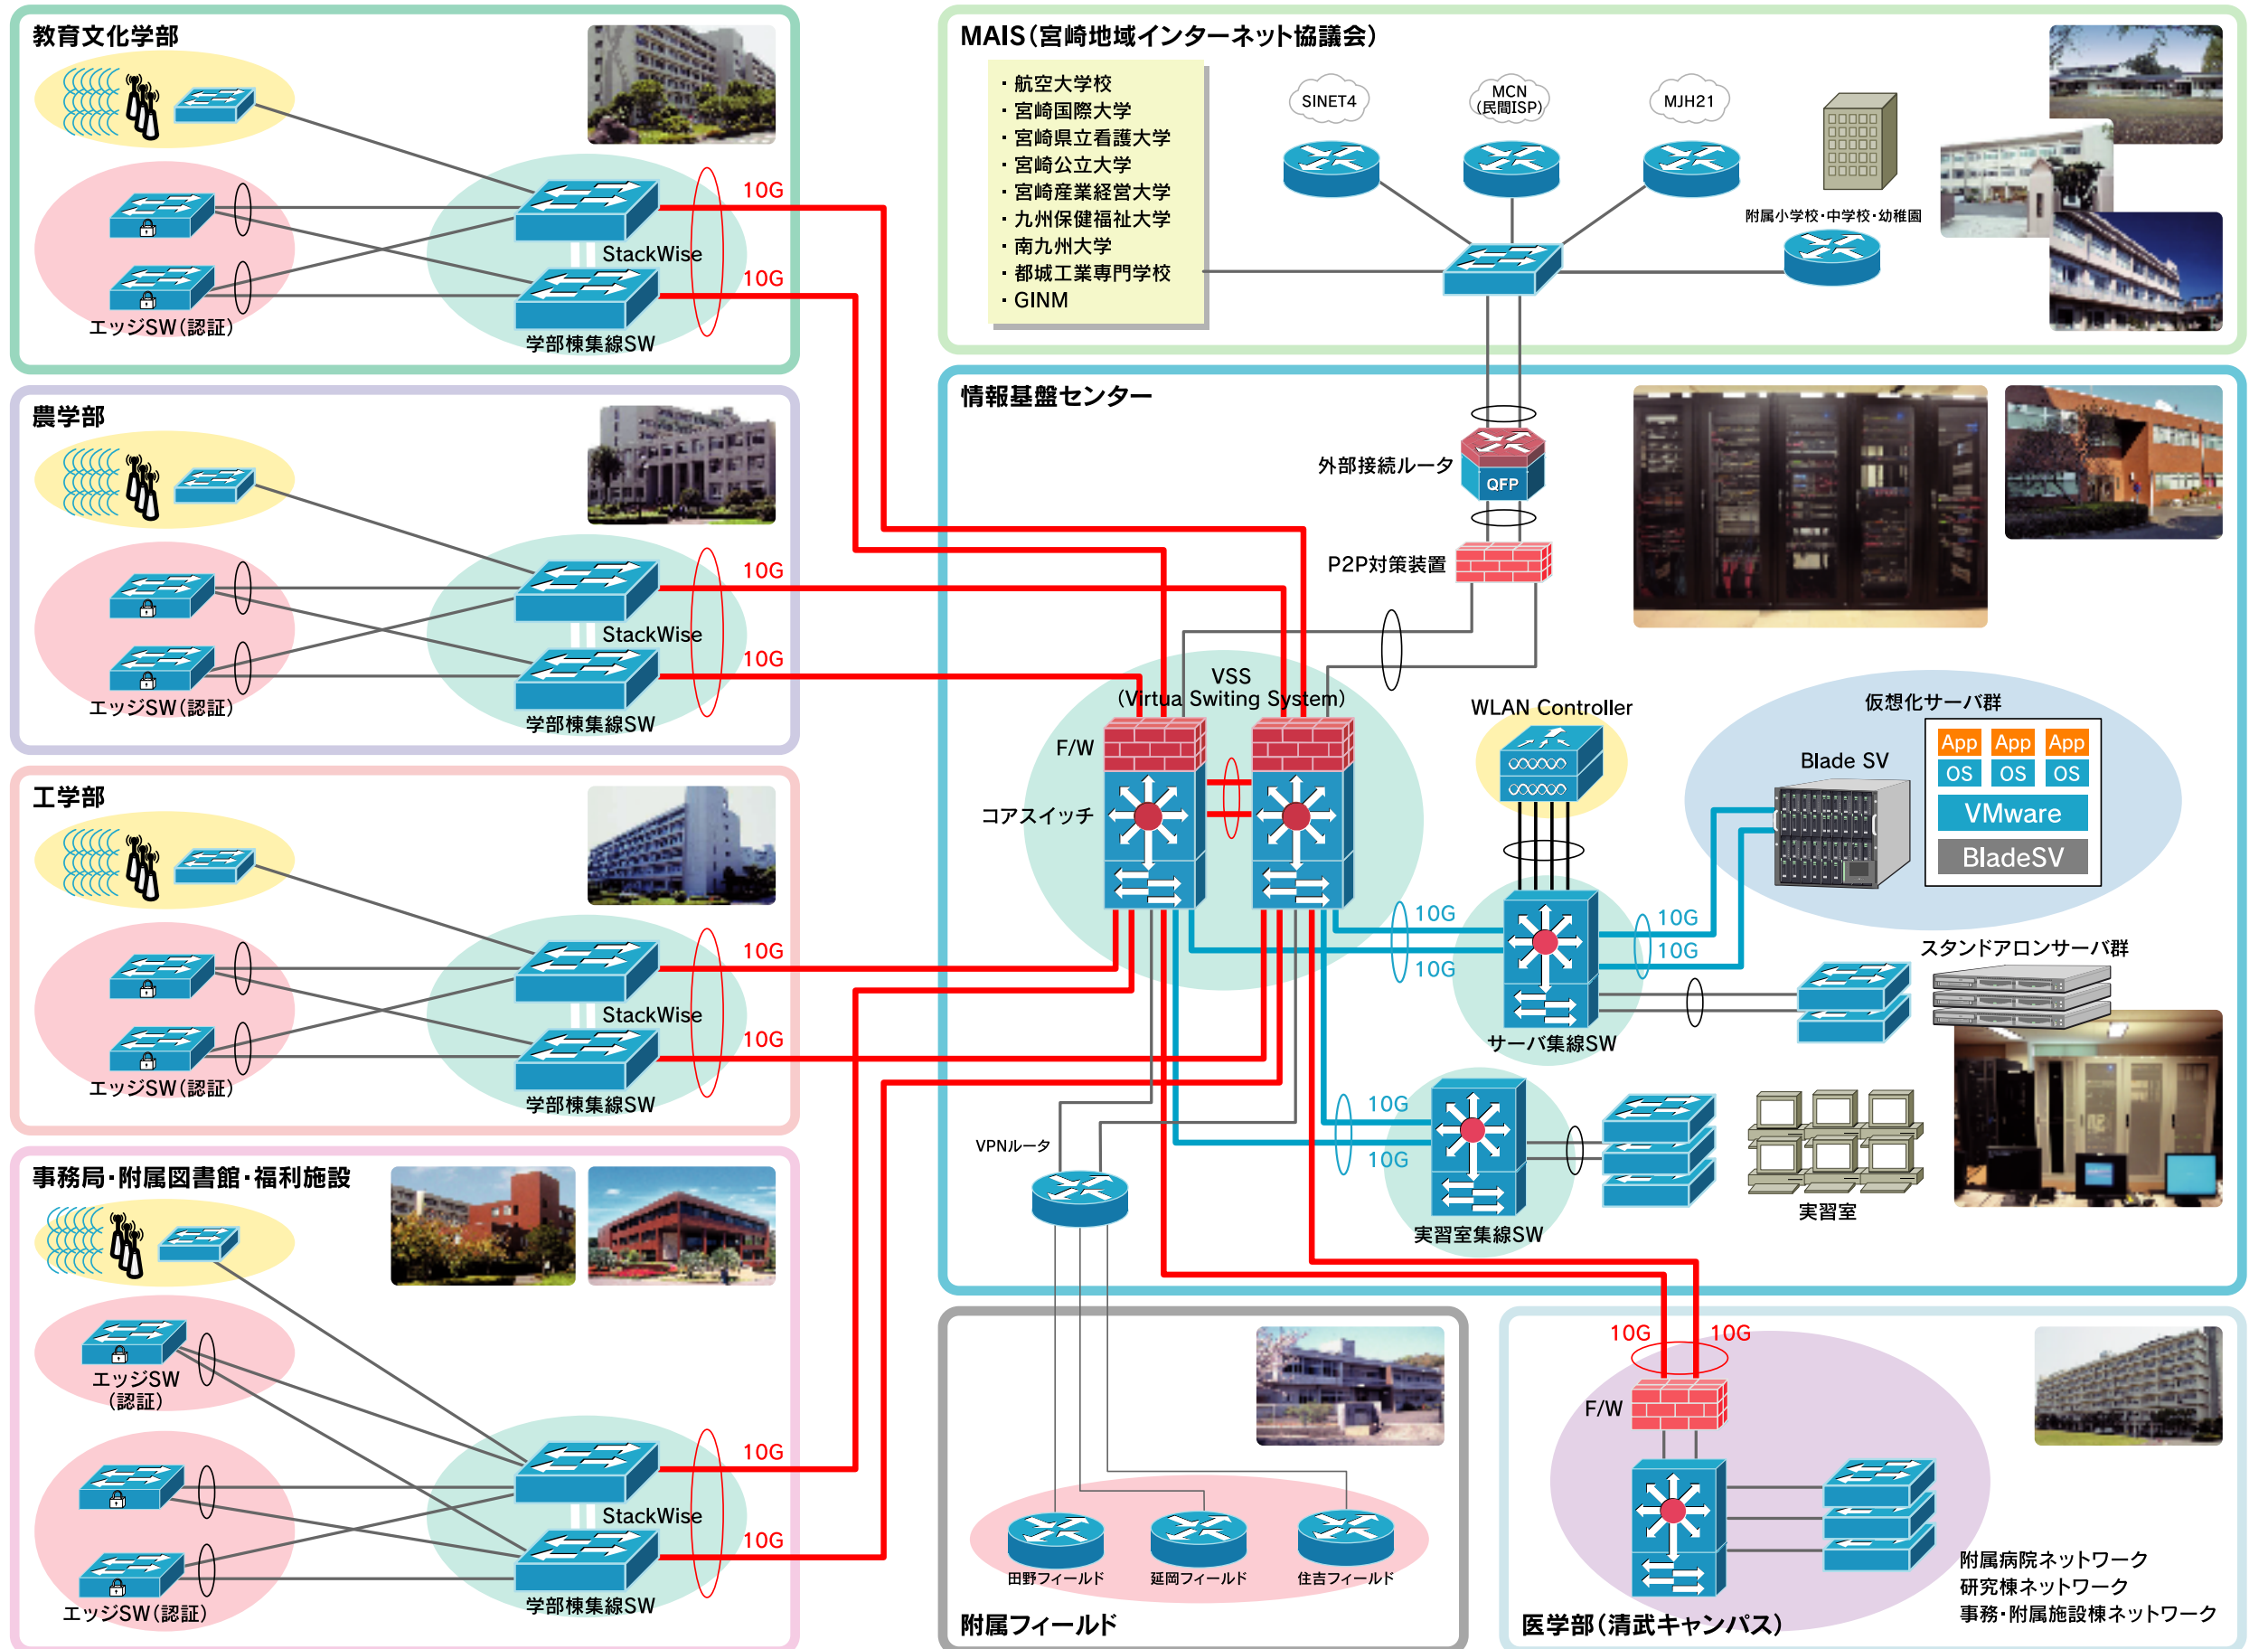 教育文化学部
10G
StackWise
10G
エッジSW(認証)
学部棟集線SW
農学部
10G
StackWise
10G
エッジSW(認証)
学部棟集線SW
工学部
10G
StackWise
10G
エッジSW(認証)
学部棟集線SW
事務局・附属図書館・福利施設
エッジSW
(認証)
10G
StackWise
10G
エッジSW(認証)
学部棟集線SW
MAIS(宮崎地域インターネット協議会)
・航空大学校
・宮崎国際大学
・宮崎県立看護大学
・宮崎公立大学
・宮崎産業経営大学
・九州保健福祉大学
・南九州大学
・都城工業専門学校
・GINM
SINET4
MCN
(民間ISP)
MJH21
附属小学校・中学校・幼稚園
情報基盤センター
外部接続ルータ
QFP
P2P対策装置
VSS
(Virtua Switing System)
F/W
コアスイッチ
WLAN Controller
仮想化サーバ群
Blade SV
App App App
OS OS OS
VMware
BladeSV
10G
10G
10G
10G
サーバ集線SW
スタンドアロンサーバ群
10G
10G
実習室集線SW
実習室
VPNルータ
田野フィールド
延岡フィールド
住吉フィールド
附属フィールド
10G 10G
F/W
附属病院ネットワーク
研究棟ネットワーク
事務・附属施設棟ネットワーク
医学部(清武キャンパス)